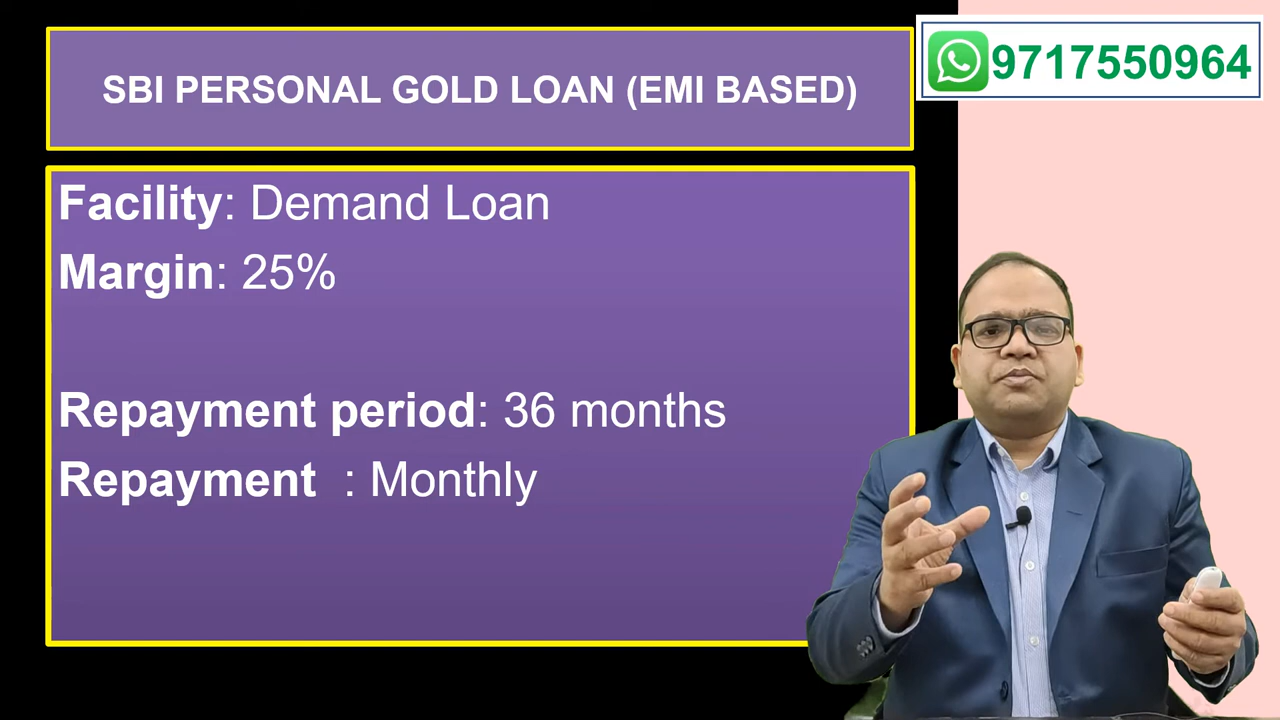 SBI PERSONAL GOLD LOAN (EMI BASED)
9717550964
Facility: Demand Loan
Margin: 25%
Repayment period: 36 months
Repayment : Monthly